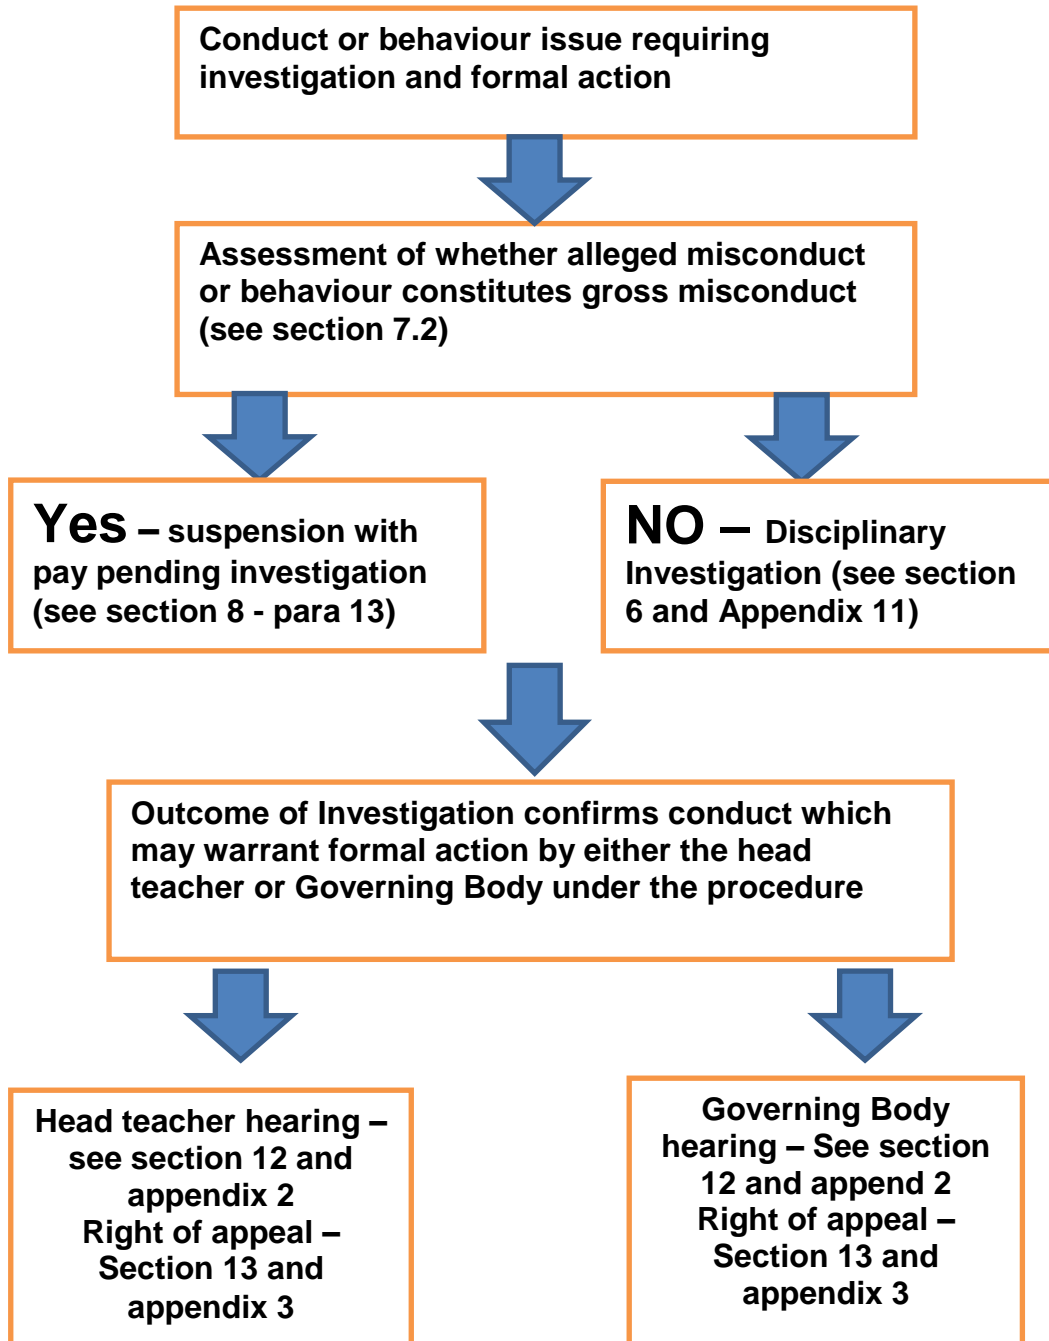 Conduct or behaviour issue requiring
investigation and formal action
Assessment of whether alleged misconduct
or behaviour constitutes gross misconduct
(see section 7.2)
Yes – suspension with
pay pending investigation
(see section 8 - para 13)
NO – Disciplinary
Investigation (see section
6 and Appendix 11)
Outcome of Investigation confirms conduct which
may warrant formal action by either the head
teacher or Governing Body under the procedure
Head teacher hearing –
see section 12 and
appendix 2
Right of appeal –
Section 13 and
appendix 3
Governing Body
hearing – See section
12 and append 2
Right of appeal –
Section 13 and
appendix 3